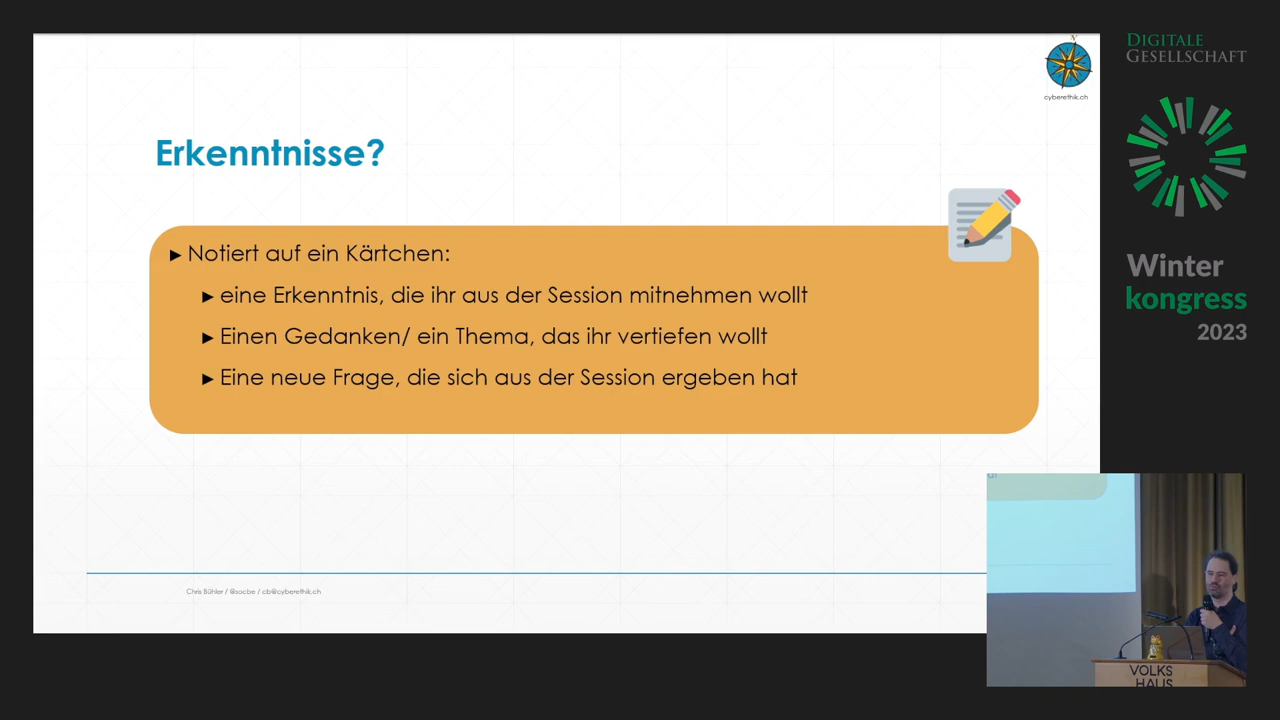 DIGITALE
GESELLSCHAFT
N
cyberethik.ch
Erkenntnisse?
▸ Notiert auf ein Kärtchen:
▸ eine Erkenntnis, die ihr aus der Session mitnehmen wollt
▸ Einen Gedanken/ ein Thema, das ihr vertiefen wollt
▸ Eine neue Frage, die sich aus der Session ergeben hat
Winter
kongress
2023
Chris Bühler / @socbe / cb@cyberethik.ch
VOLKS
HAUS